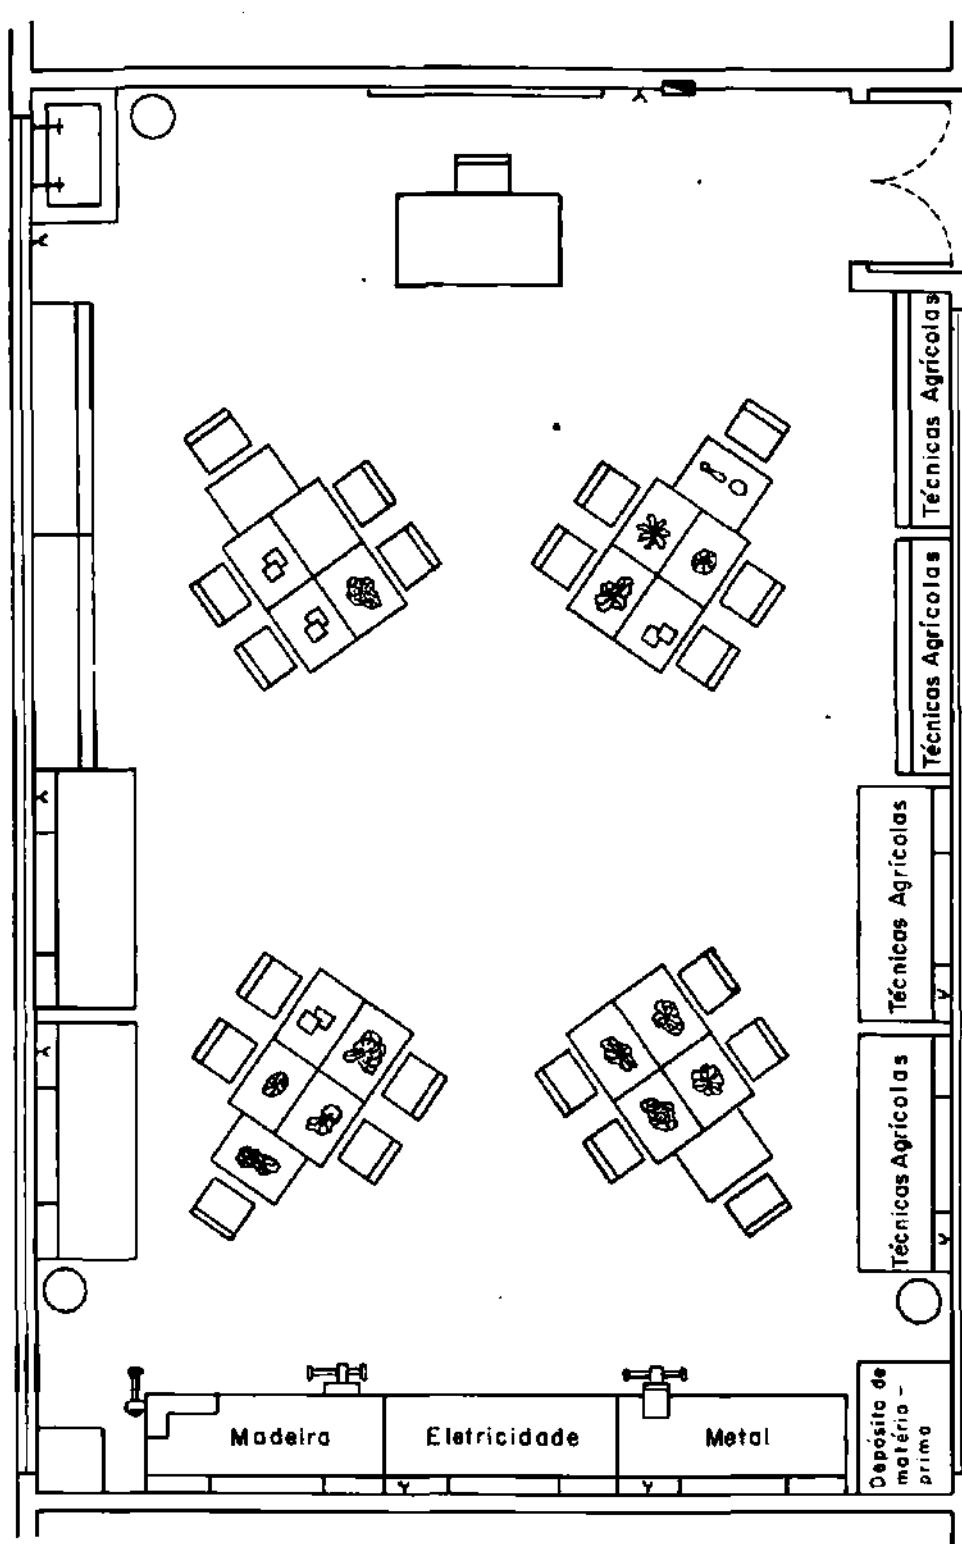 Técnicas Agrícolas
Técnicas Agrícolas
Técnicas Agrícolas
Técnicas Agrícolas
Madeira
Eletricidade
Metal
Depósito de
matéria-
prima